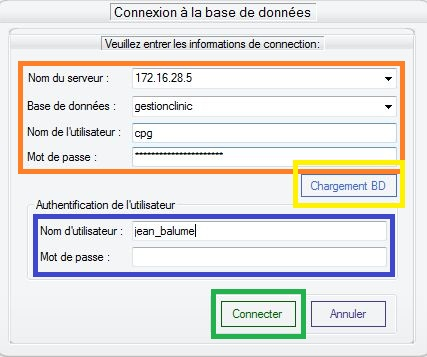 Connexion à la base de données
Veuillez entrer les informations de connection:
Nom du serveur : 172.16.28.5
Base de données : gestionclinic
Nom de l'utilisateur : cpg
Mot de passe : **********************
Chargement BD
Authentification de l'utilisateur
Nom d'utilisateur : jean_balume
Mot de passe :
Connecter Annuler